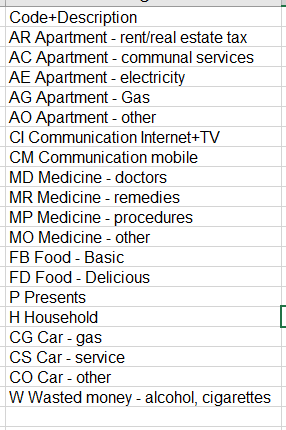 Code+Description
AR Apartment - rent/real estate tax
AC Apartment - communal services
AE Apartment - electricity
AG Apartment - Gas
AO Apartment - other
CI Communication Internet+TV
CM Communication mobile
MD Medicine - doctors
MR Medicine - remedies
MP Medicine - procedures
MO Medicine - other
FB Food - Basic
FD Food - Delicious
P Presents
H Household
CG Car - gas
CS Car - service
CO Car - other
W Wasted money - alcohol, cigarettes